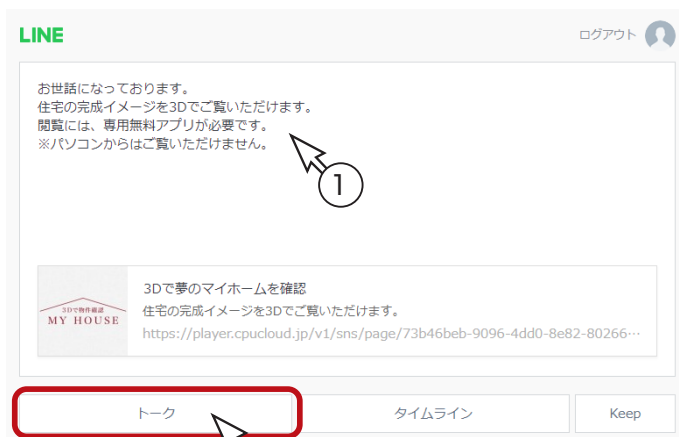 LINE
ログアウト
お世話になっております。
住宅の完成イメージを3Dでご覧いただけます。
閲覧には、専用無料アプリが必要です。
※パソコンからはご覧いただけません。
1
3Dで物件確認
MY HOUSE
3Dで夢のマイホームを確認
住宅の完成イメージを3Dでご覧いただけます。
https://player.cpucloud.jp/v1/sns/page/73b46beb-9096-4dd0-8e82-80266…
トーク
タイムライン
Keep